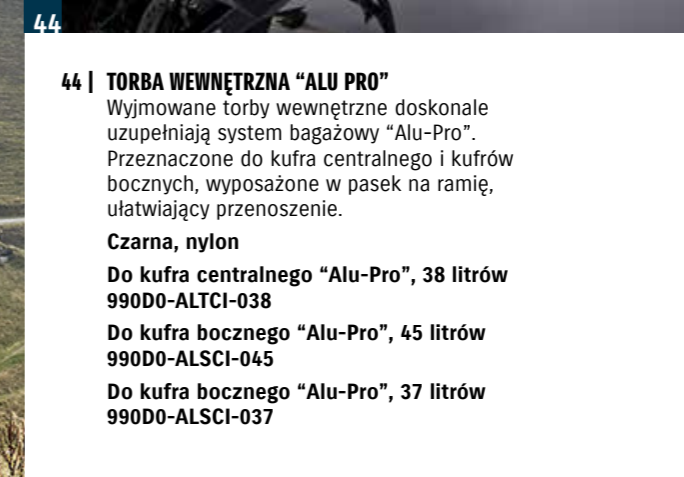 44
44 | TORBA WEWNĘTRZNA “ALU PRO”
Wyjmowane torby wewnętrzne doskonale
uzupełniają system bagażowy “Alu-Pro”.
Przeznaczone do kufra centralnego i kufrów
bocznych, wyposażone w pasek na ramię,
ułatwiający przenoszenie.
Czarna, nylon
Do kufra centralnego “Alu-Pro”, 38 litrów
990D0-ALTCI-038
Do kufra bocznego “Alu-Pro”, 45 litrów
990D0-ALSCI-045
Do kufra bocznego “Alu-Pro”, 37 litrów
990D0-ALSCI-037